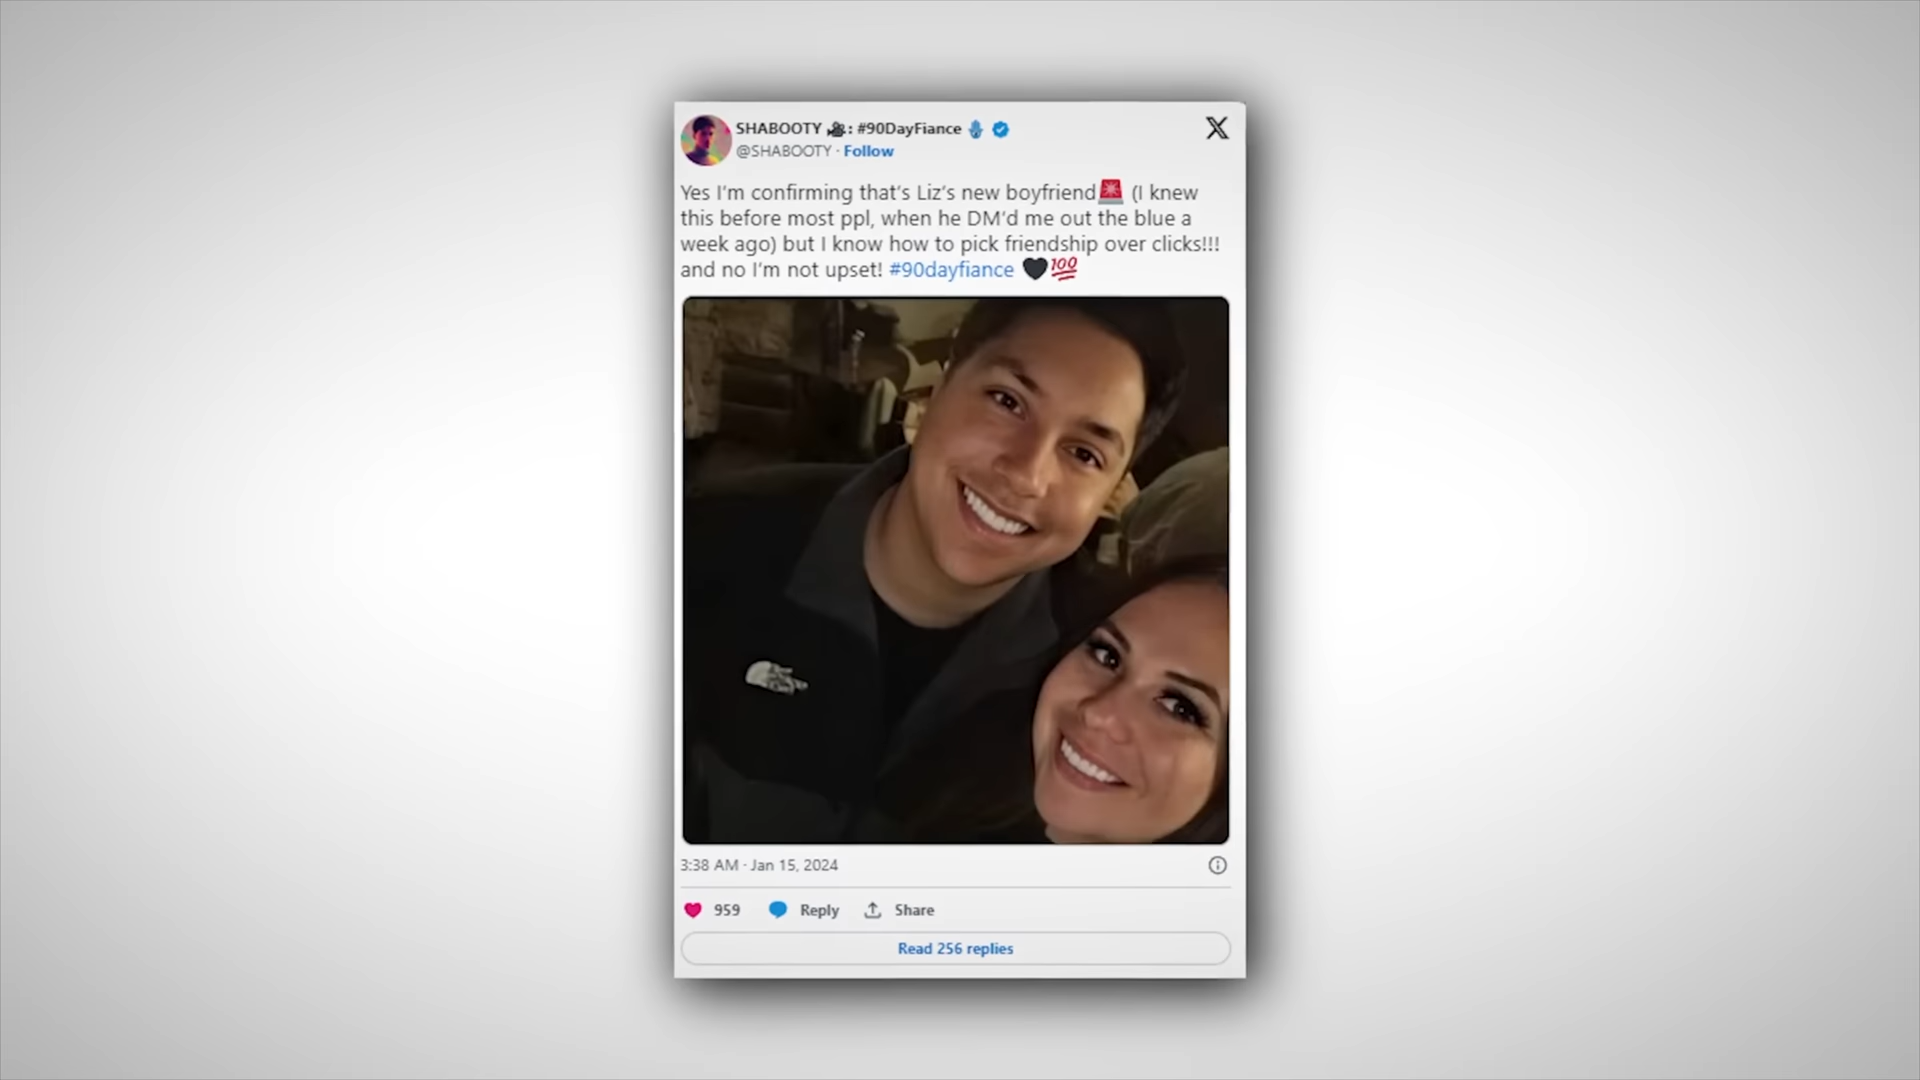 SHABOOTY 🎥: #90DayFiance
@SHABOOTY · Follow
Yes I'm confirming that's Liz's new boyfriend🚨 (I knew
this before most ppl, when he DM'd me out the blue a
week ago) but I know how to pick friendship over clicks!!!
and no I'm not upset! #90dayfiance 🖤💯
3:38 AM · Jan 15, 2024
959 Reply Share
Read 256 replies